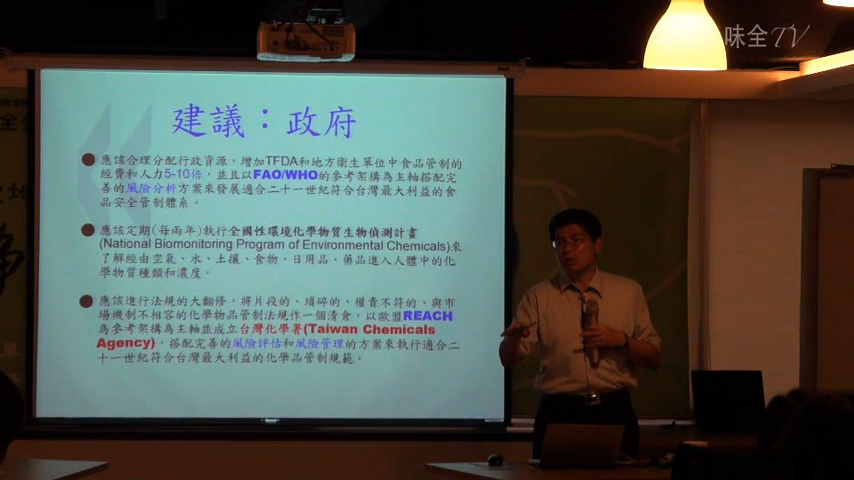 味全TV
建議：政府
應該合理分配行政資源，增加TFDA和地方衛生單位中食品管制的
經費和人力5-10倍，並且以FAO/WHO的參考架構為主軸搭配完
善的風險分析方案來發展適合二十一世紀符合台灣最大利益的食
品安全管制體系。
應該定期(每兩年)執行全國性環境化學物質生物偵測計畫
(National Biomonitoring Program of Environmental Chemicals)來
了解經由空氣、水、土壤、食物、日用品、藥品進入人體中的化
學物質種類和濃度。
應該進行法規的大翻修，將片段的、瑣碎的、權責不符的、與市
場機制不相容的化學物品管制法規作一個清倉，以歐盟REACH
為參考架構為主軸並成立台灣化學署(Taiwan Chemicals
Agency)，搭配完善的風險評估和風險管理的方案來執行適合二
十一世紀符合台灣最大利益的化學品管制規範。